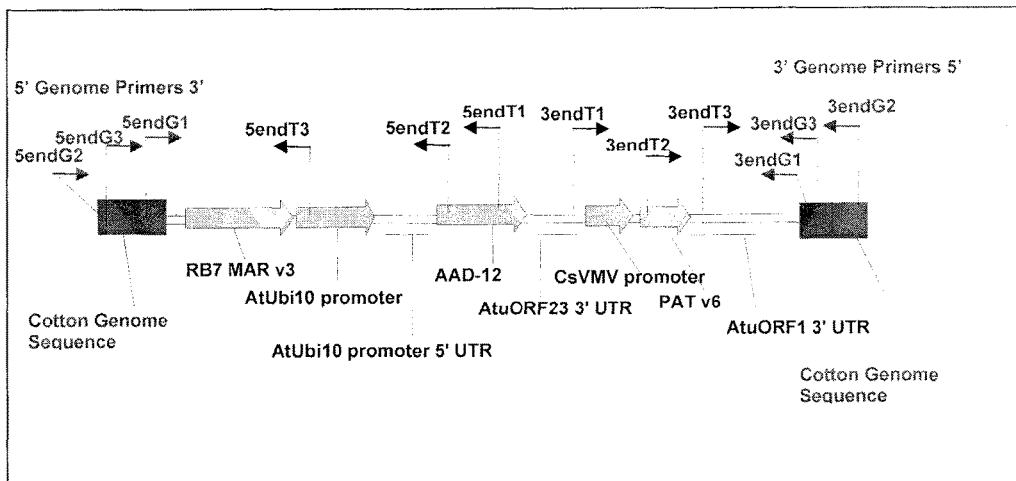 3' Genome Primers 5'
5' Genome Primers 3'
3endG2
5endG1
5endT1
3endT1
3endT3
5endG3
5endT3
5endT2
3endG3
5endG2
3endT2
3endG1
RB7 MAR v3
AAD-12
CsVMV promoter
AtUbi10 promoter
AtuORF23 3' UTR
PAT v6
Cotton Genome
Sequence
AtuORF1 3' UTR
AtUbi10 promoter 5' UTR
Cotton Genome
Sequence